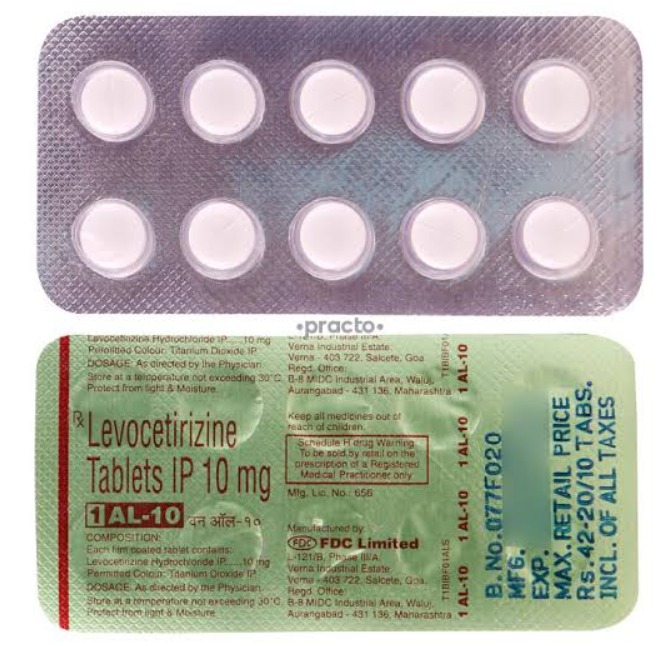 •practo•
Levocetirizine Hydrochloride IP.....10 mg
Permitted Colour: Titanium Dioxide IP
DOSAGE: As directed by the Physician
Store at a temperature not exceeding 30°C,
Protect from light & Moisture.
Rx
Levocetirizine
Tablets IP 10 mg
1 AL-10 वन ऑल-१०
COMPOSITION:
Each film coated tablet contains:
Levocetirizine Hydrochloride IP.....10 mg
Permitted Colour: Titanium Dioxide IP
DOSAGE: As directed by the Physician
Store at a temperature not exceeding 30°C,
Protect from light & Moisture
L-121/B, Phase III/A,
Verna Industrial Estate
Verna - 403 722, Salcete, Goa
Regd. Office:
B-8 MIDC Industrial Area, Waluj,
Aurangabad - 431 136, Maharashtra
Keep all medicines out of
reach of children.
Schedule H drug Warning
To be sold by retail on the
prescription of a Registered
Medical Practitioner only
Mfg. Lic. No.: 656
Manufactured by:
FDC FDC Limited
L-121/B, Phase III/A,
Verna Industrial Estate
Verna - 403 722, Salcete, Goa.
Regd. Office:
B-8 MIDC Industrial Area, Waluj,
Aurangabad - 431 136, Maharashtra
1 AL-10 1 AL-10 1 AL-10 1 AL-10
B. No.077F020
MFG.
EXP.
MAX. RETAIL PRICE
Rs.42-20/10 TABS.
INCL. OF ALL TAXES